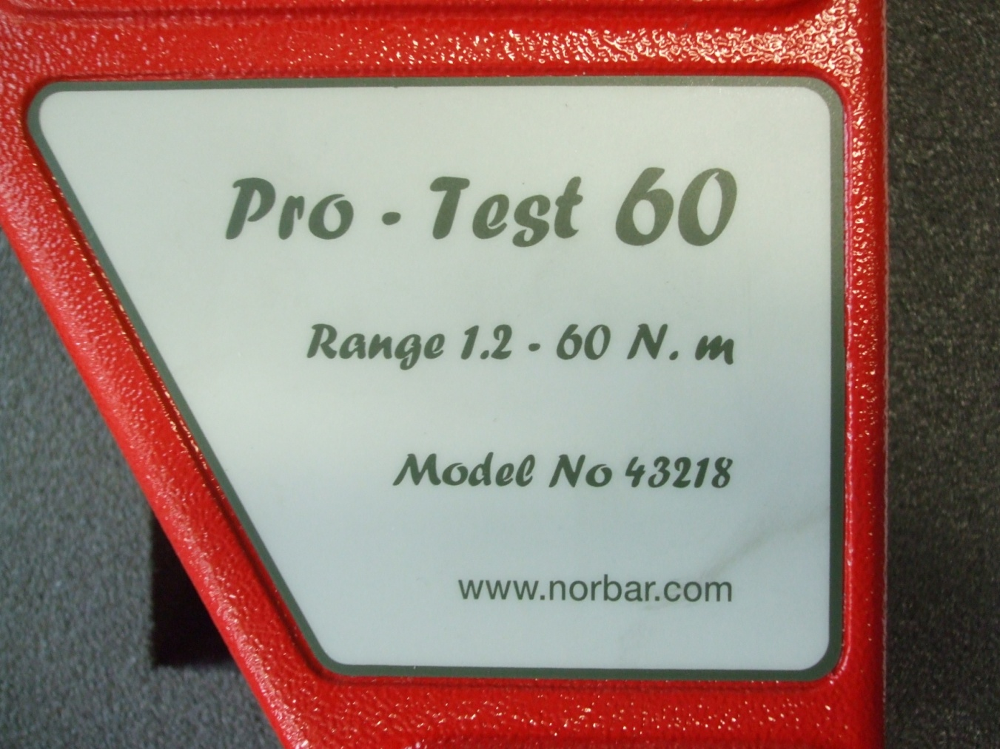 Pro - Test 60
Range 1.2 - 60 N. m
Model No 43218
www.norbar.com